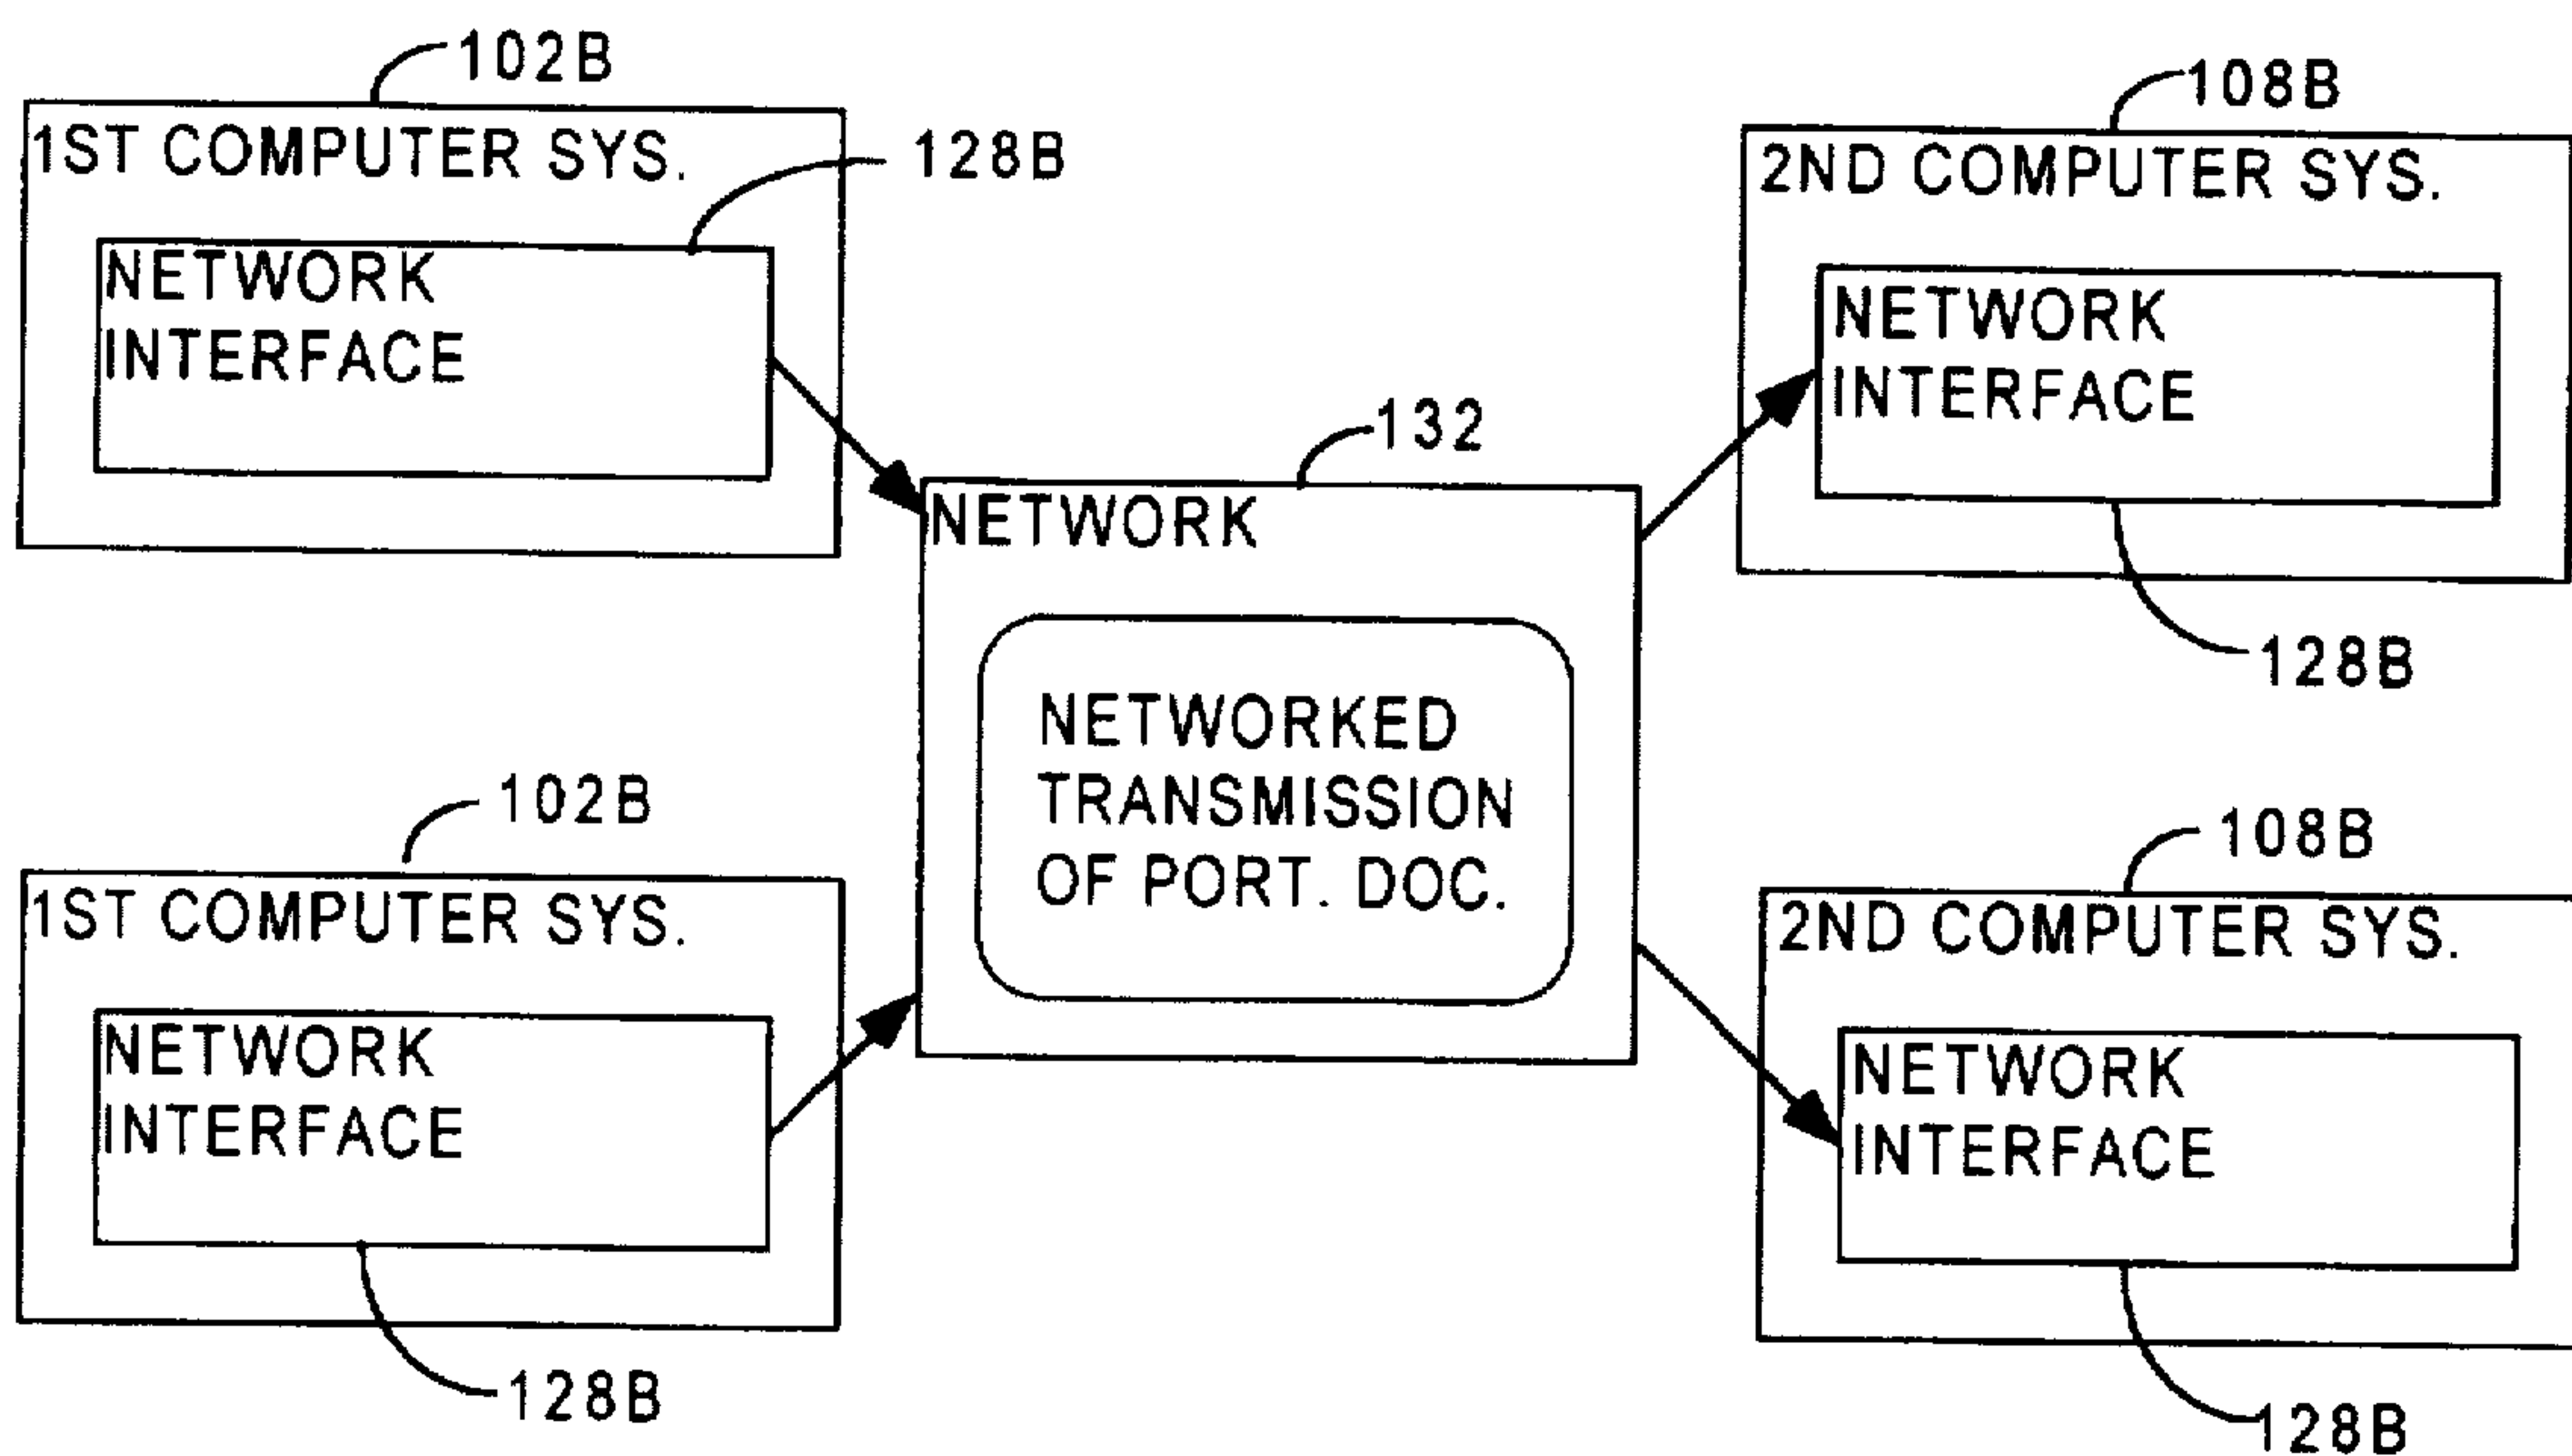 102B
1ST COMPUTER SYS.
128B
NETWORK
INTERFACE
108B
2ND COMPUTER SYS.
NETWORK
INTERFACE
128B
132
NETWORK
NETWORKED
TRANSMISSION
OF PORT. DOC.
102B
1ST COMPUTER SYS.
NETWORK
INTERFACE
128B
108B
2ND COMPUTER SYS.
NETWORK
INTERFACE
128B